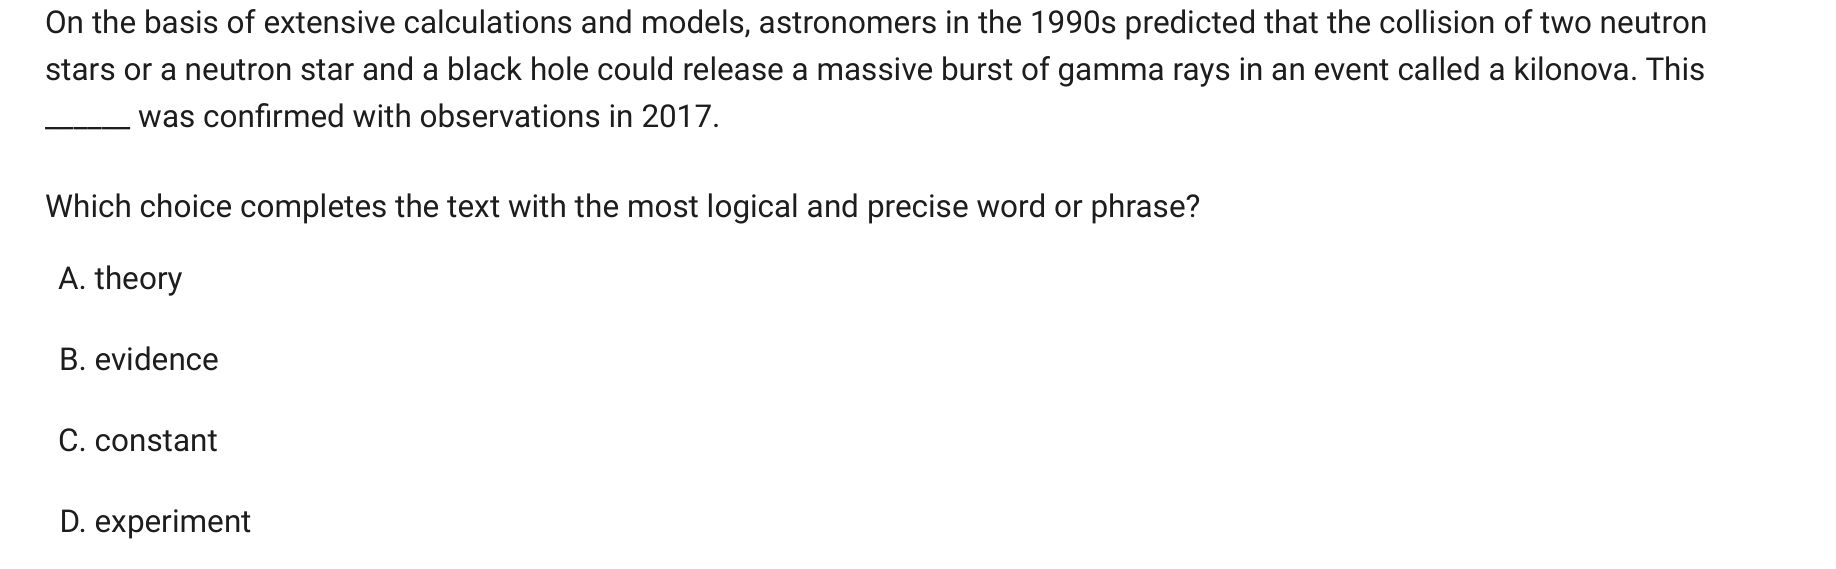 On the basis of extensive calculations and models, astronomers in the 1990s predicted that the collision of two neutron
stars or a neutron star and a black hole could release a massive burst of gamma rays in an event called a kilonova. This
______ was confirmed with observations in 2017.
Which choice completes the text with the most logical and precise word or phrase?
A. theory
B. evidence
C. constant
D. experiment